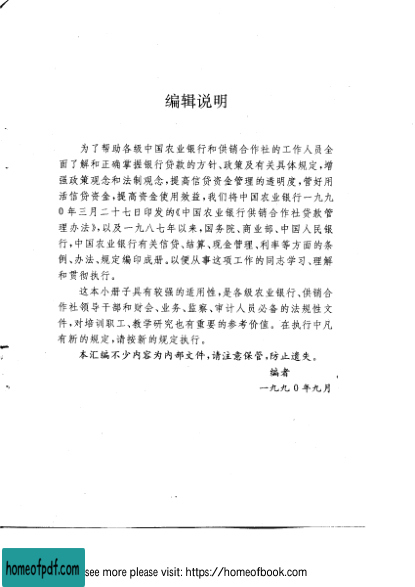 编辑说明
为了帮助各级中国农业银行和供销合作社的工作人员全
面了解和正确掌握银行贷款的方针、政策及有关具体规定,增
强政策观念和法制观念,提高信贷资金管理的透明度,管好用
活信贷资金,提高资金使用效益,我们将中国农业银行一九九
0年三月二十七日印发的《中国农业银行供销合作社贷款管
理办法》,以及一九八七年以来,国务院、商业部、中国人民银
行,中国农业银行有关信贷、结算、现金管理、利率等方面的条
例、办法、规定编印成册。以便从事这项工作的同志学习、理解
和贯彻执行。
这本小册子具有较强的适用性,是各级农业银行、供销合
作社领导干部和财会、业务、监察、审计人员必备的法规性文
件,对培训职工、教学研究也有重要的参考价值。在执行中凡
有新的规定,请按新的规定执行。
本汇编不少内容为内部文件,请注意保管,防止遗失。
编者
一九九0年九月
homeofpdf.com
see more please visit: https://homeofbook.com